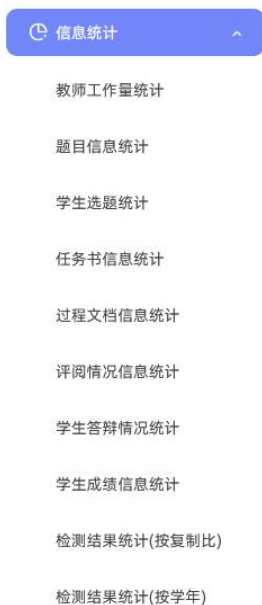 信息统计
教师工作量统计
题目信息统计
学生选题统计
任务书信息统计
过程文档信息统计
评阅情况信息统计
学生答辩情况统计
学生成绩信息统计
检测结果统计(按复制比)
检测结果统计(按学年)